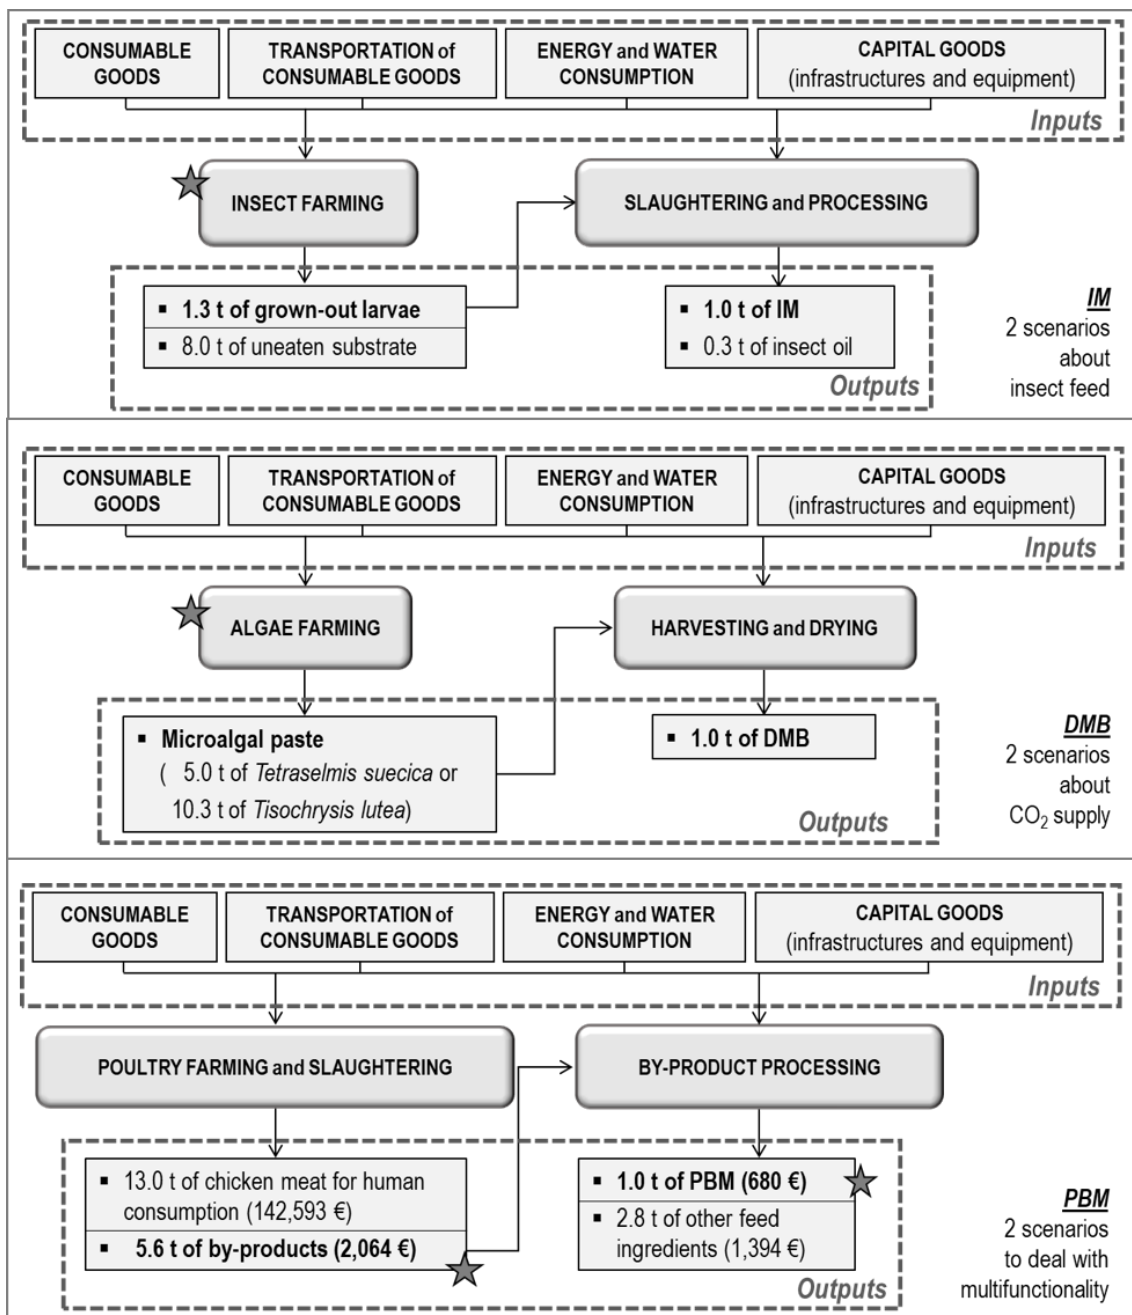 CONSUMABLE
GOODS
TRANSPORTATION of
CONSUMABLE GOODS
ENERGY and WATER
CONSUMPTION
CAPITAL GOODS
(infrastructures and equipment)
Inputs
INSECT FARMING
SLAUGHTERING and PROCESSING
▪ 1.3 t of grown-out larvae
▪ 8.0 t of uneaten substrate
▪ 1.0 t of IM
▪ 0.3 t of insect oil
Outputs
IM
2 scenarios
about
insect feed
CONSUMABLE
GOODS
TRANSPORTATION of
CONSUMABLE GOODS
ENERGY and WATER
CONSUMPTION
CAPITAL GOODS
(infrastructures and equipment)
Inputs
ALGAE FARMING
HARVESTING and DRYING
▪ Microalgal paste
( 5.0 t of Tetraselmis suecica or
10.3 t of Tisochrysis lutea)
▪ 1.0 t of DMB
Outputs
DMB
2 scenarios
about
CO₂ supply
CONSUMABLE
GOODS
TRANSPORTATION of
CONSUMABLE GOODS
ENERGY and WATER
CONSUMPTION
CAPITAL GOODS
(infrastructures and equipment)
Inputs
POULTRY FARMING and SLAUGHTERING
BY-PRODUCT PROCESSING
▪ 13.0 t of chicken meat for human
consumption (142,593 €)
▪ 5.6 t of by-products (2,064 €)
▪ 1.0 t of PBM (680 €)
▪ 2.8 t of other feed
ingredients (1,394 €)
Outputs
PBM
2 scenarios
to deal with
multifunctionality